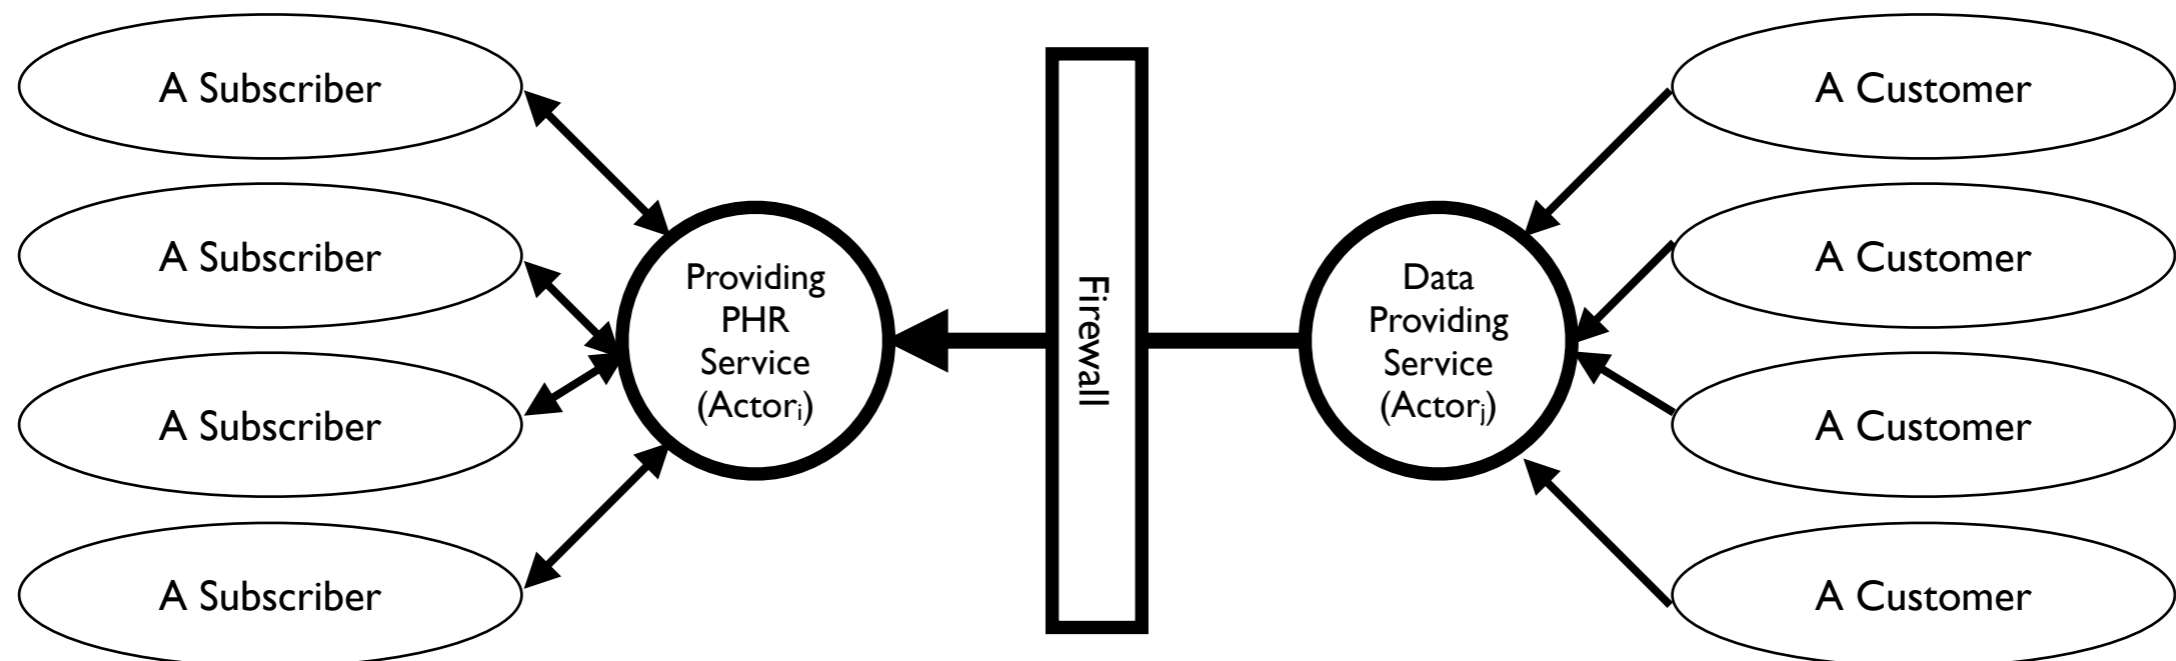 A Subscriber
A Subscriber
A Subscriber
A Subscriber
Providing
PHR
Service
(Actorᵢ)
Firewall
Data
Providing
Service
(Actorⱼ)
A Customer
A Customer
A Customer
A Customer